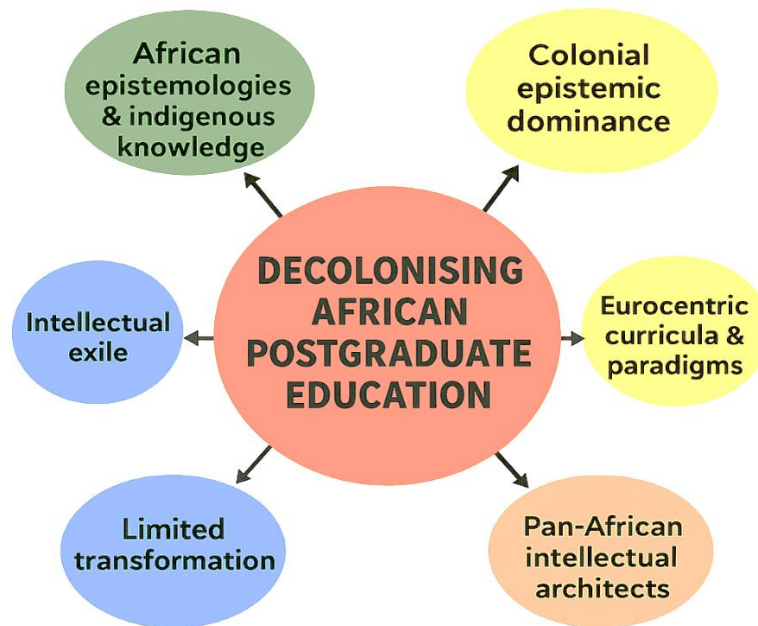 African
epistemologies
& indigenous
knowledge
Colonial
epistemic
dominance
DECOLONISING
AFRICAN
POSTGRADUATE
EDUCATION
Intellectual
exile
Eurocentric
curricula &
paradigms
Limited
transformation
Pan-African
intellectual
architects